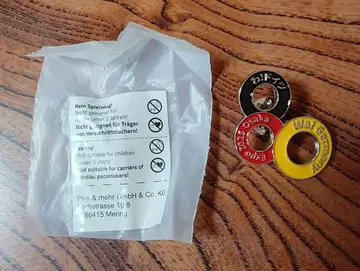 Kein Spielzeug!
Nicht geeignet für
Kinder unter 3 Jahren!
Nicht geeignet für Träger
von Herzschrittmachern!
No toy!
Not suitable for children
under 3 years!
Not suitable for carriers of
cardiac pacemakers!
Pins & mehr GmbH & Co. KG
10 B
86415 Mering
わ!ドイツ
Expo 2025 Osaka
Wa! Germany